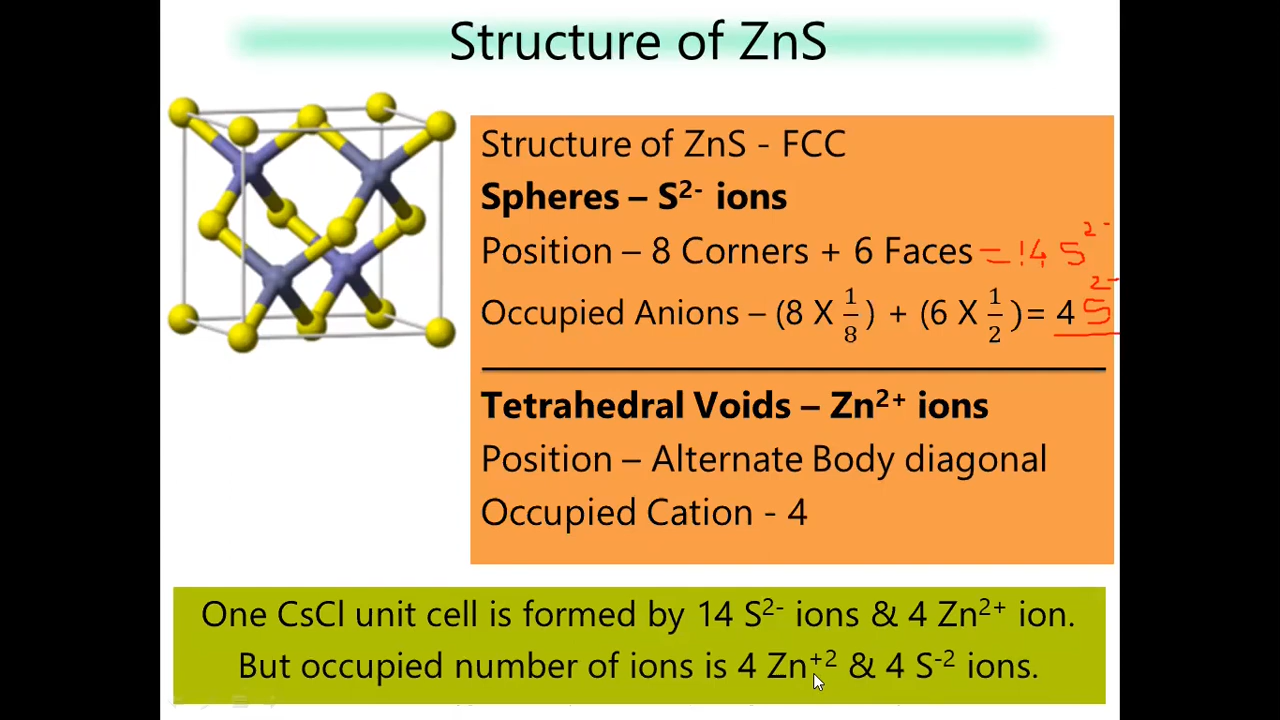 Structure of ZnS
Structure of ZnS - FCC
Spheres – S²⁻ ions
Position – 8 Corners + 6 Faces = 14 S²⁻
Occupied Anions – (8 X 1/8) + (6 X 1/2) = 4 S²⁻
Tetrahedral Voids – Zn²⁺ ions
Position – Alternate Body diagonal
Occupied Cation - 4
One CsCl unit cell is formed by 14 S²⁻ ions & 4 Zn²⁺ ion.
But occupied number of ions is 4 Zn⁺² & 4 S⁻² ions.